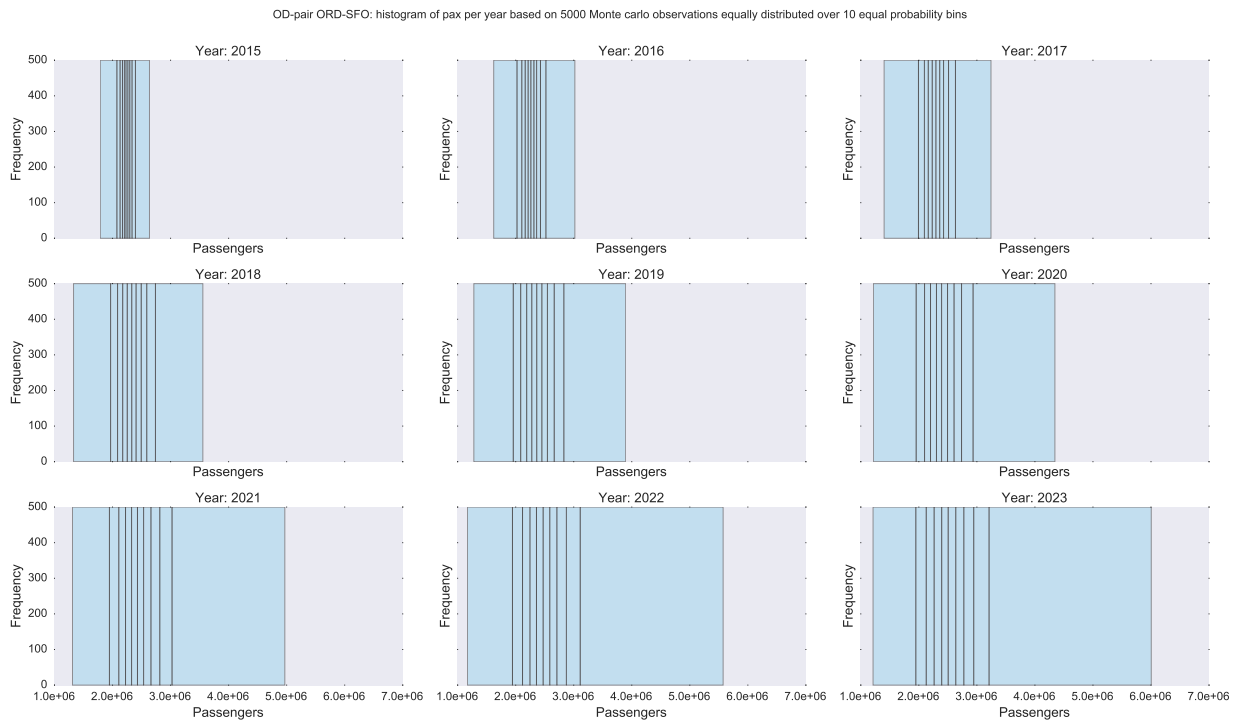 OD-pair ORD-SFO: histogram of pax per year based on 5000 Monte carlo observations equally distributed over 10 equal probability bins
Year: 2015
Year: 2016
Year: 2017
500
400
300
200
100
0
Frequency
Frequency
Frequency
Passengers
Passengers
Passengers
Year: 2018
Year: 2019
Year: 2020
500
400
300
200
100
0
Frequency
Frequency
Frequency
Passengers
Passengers
Passengers
Year: 2021
Year: 2022
Year: 2023
500
400
300
200
100
0
Frequency
Frequency
Frequency
1.0e+06 2.0e+06 3.0e+06 4.0e+06 5.0e+06 6.0e+06 7.0e+06
1.0e+06 2.0e+06 3.0e+06 4.0e+06 5.0e+06 6.0e+06 7.0e+06
1.0e+06 2.0e+06 3.0e+06 4.0e+06 5.0e+06 6.0e+06 7.0e+06
Passengers
Passengers
Passengers